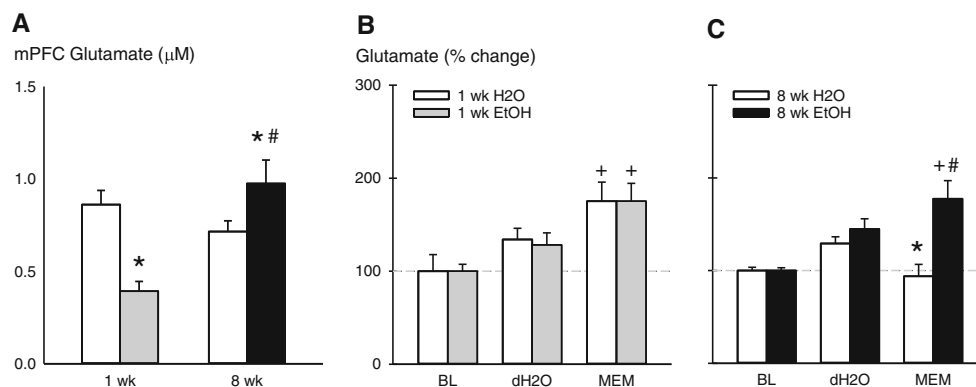 A
mPFC Glutamate (μM)
1.5
1.0
0.5
0.0
*
* #
1 wk
8 wk
B
Glutamate (% change)
300
200
100
0
1 wk H2O
1 wk EtOH
+ +
BL
dH2O
MEM
C
8 wk H2O
8 wk EtOH
*
+ #
BL
dH2O
MEM